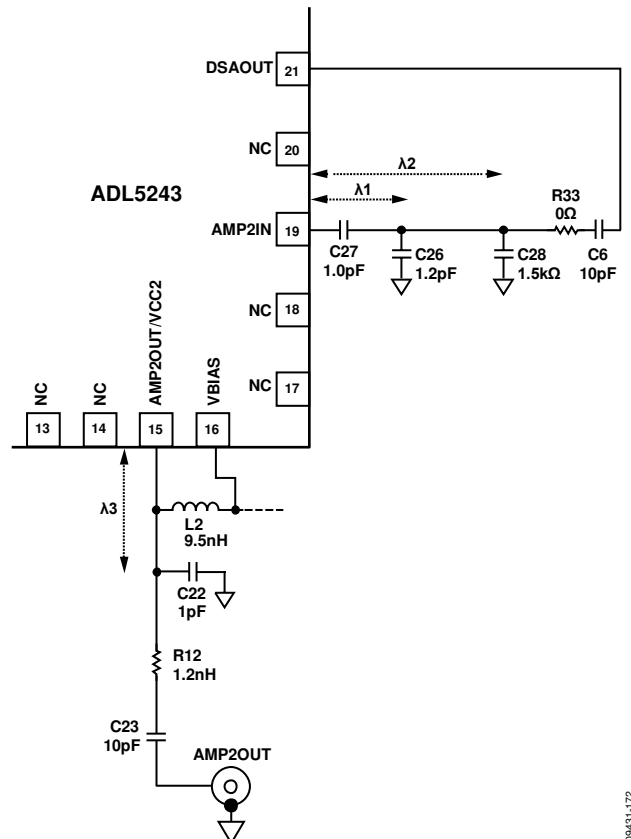 DSAOUT
21
NC
20
λ2
ADL5243
λ1
R33
0Ω
AMP2IN
19
C27
1.0pF
C26
1.2pF
C28
1.5kΩ
C6
10pF
NC
18
NC
17
NC
NC
AMP2OUT/VCC2
VBIAS
13
14
15
16
λ3
L2
9.5nH
C22
1pF
R12
1.2nH
C23
10pF
AMP2OUT
09431-172